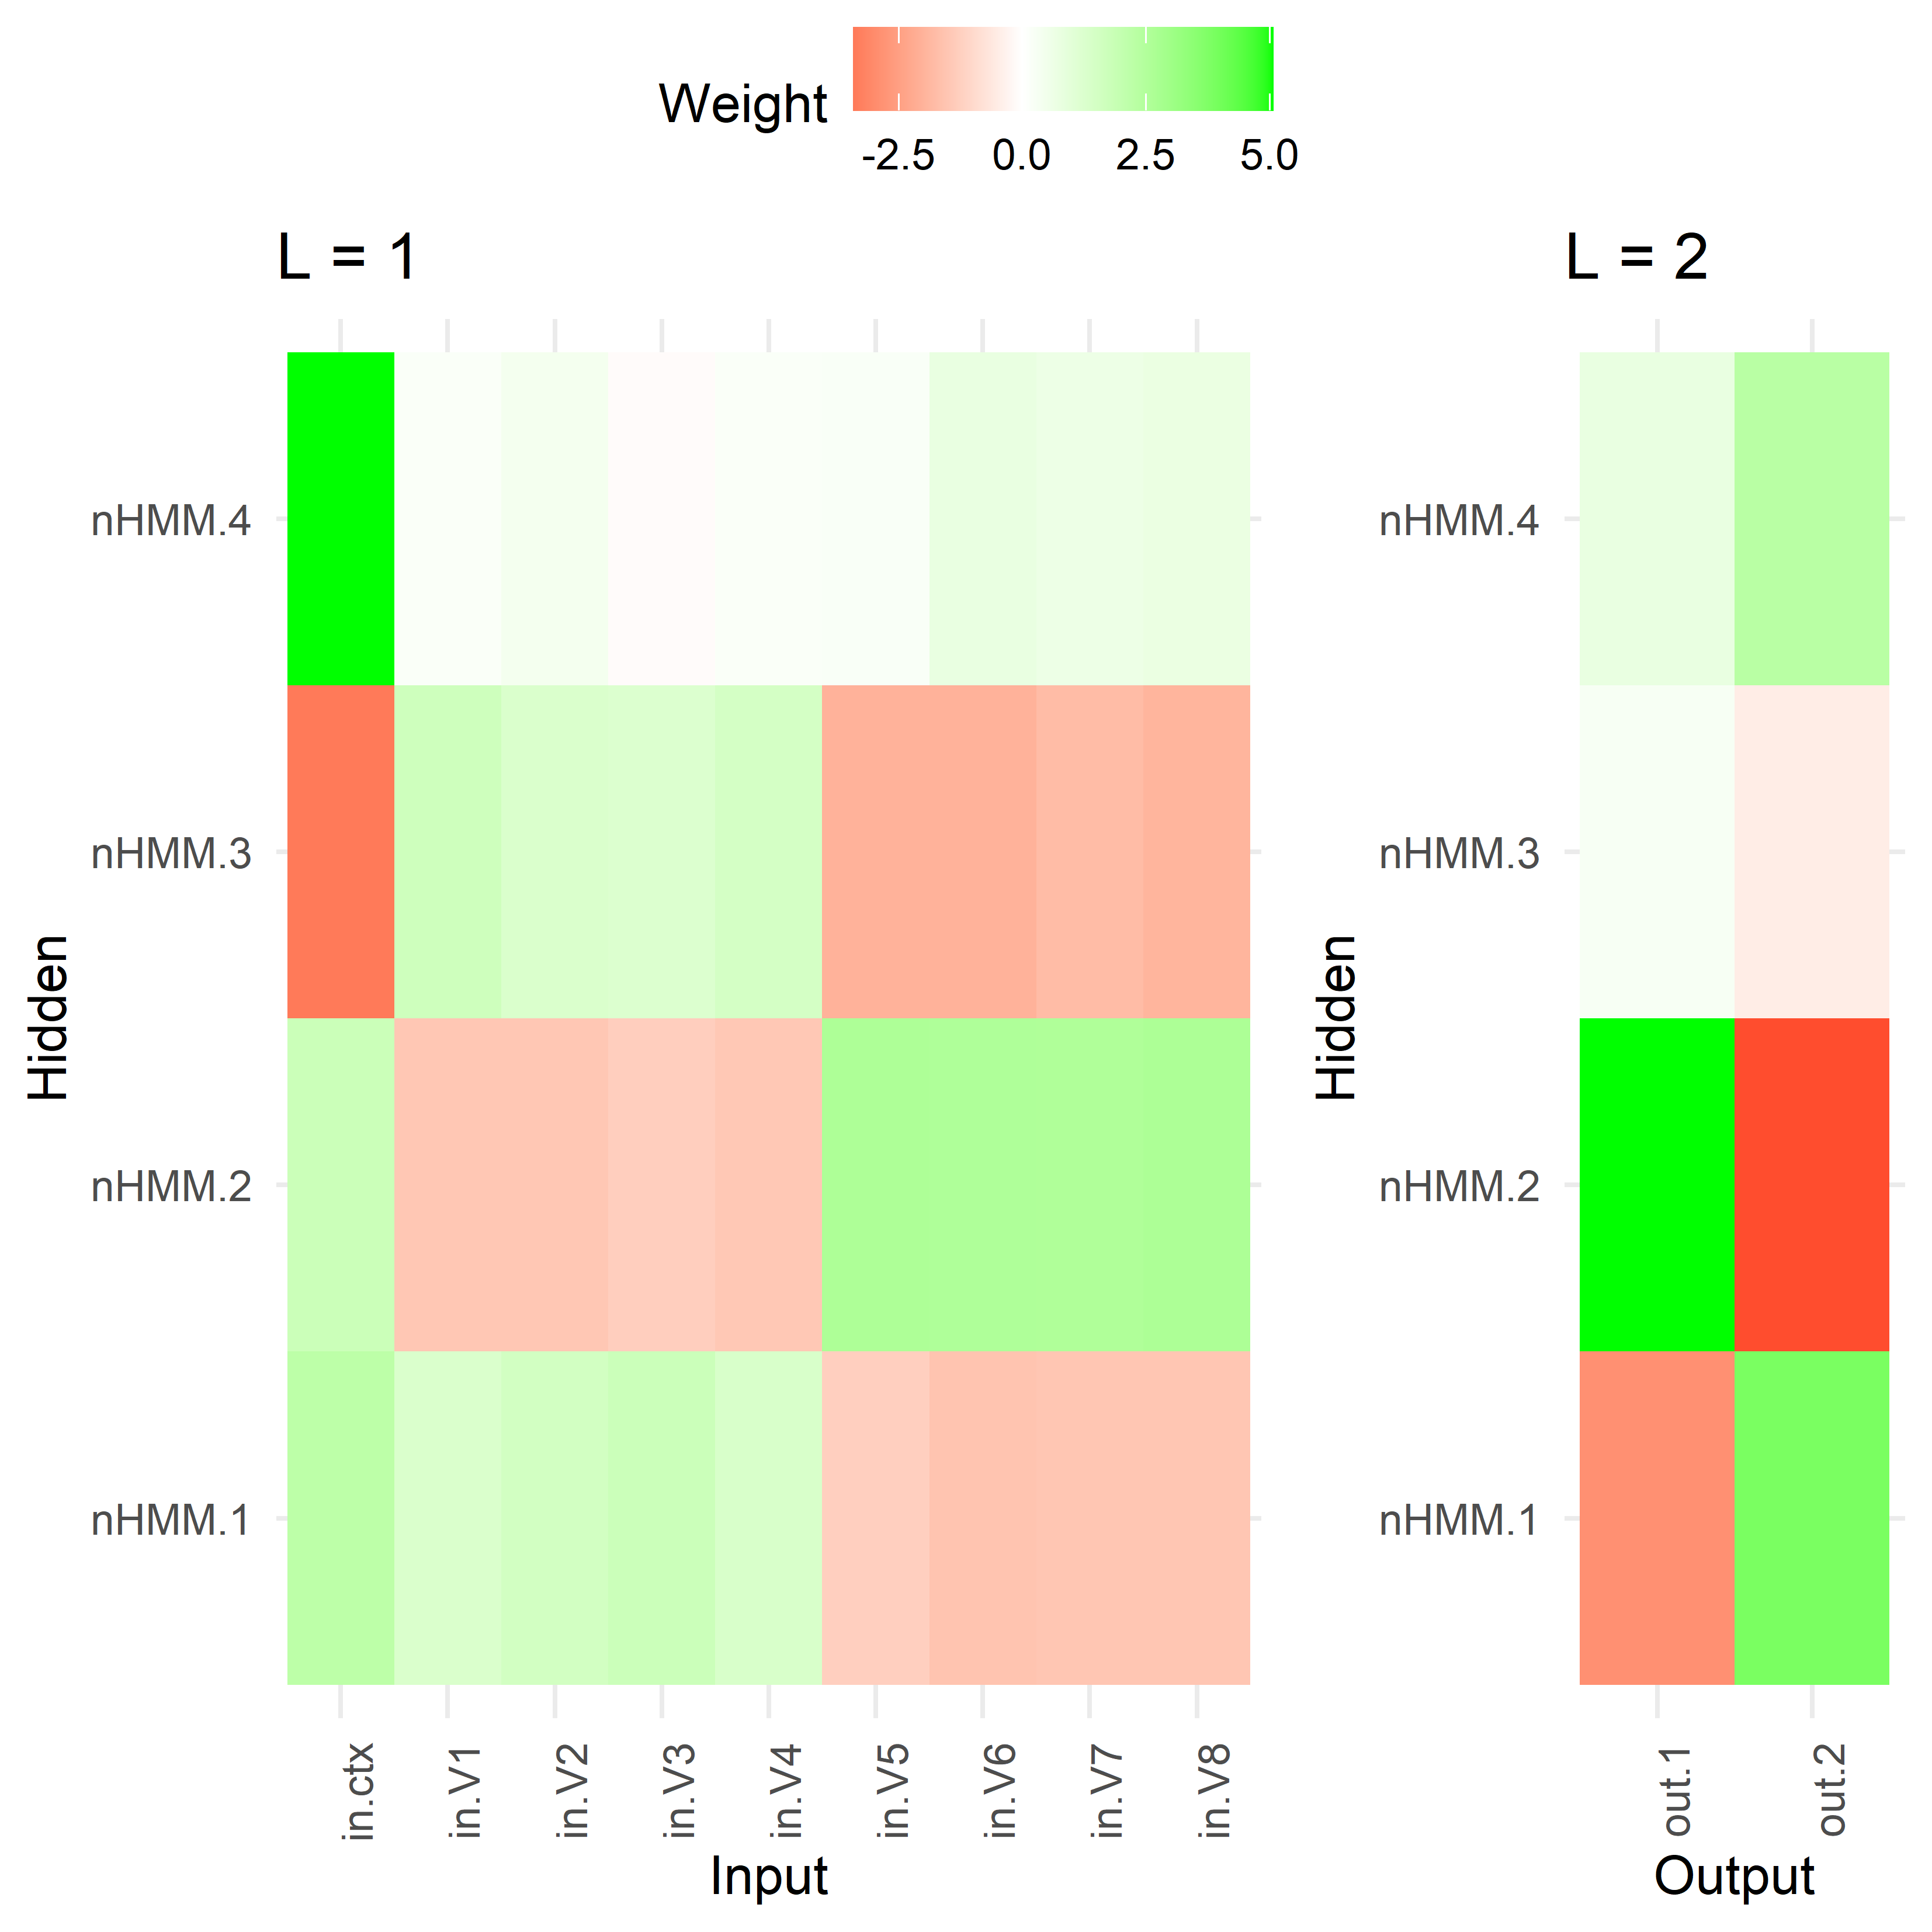 Weight
-2.5 0.0 2.5 5.0
L = 1
nHMM.4
nHMM.3
nHMM.2
nHMM.1
Hidden
in.ctx in.V1 in.V2 in.V3 in.V4 in.V5 in.V6 in.V7 in.V8
Input
L = 2
nHMM.4
nHMM.3
nHMM.2
nHMM.1
Hidden
out.1 out.2
Output